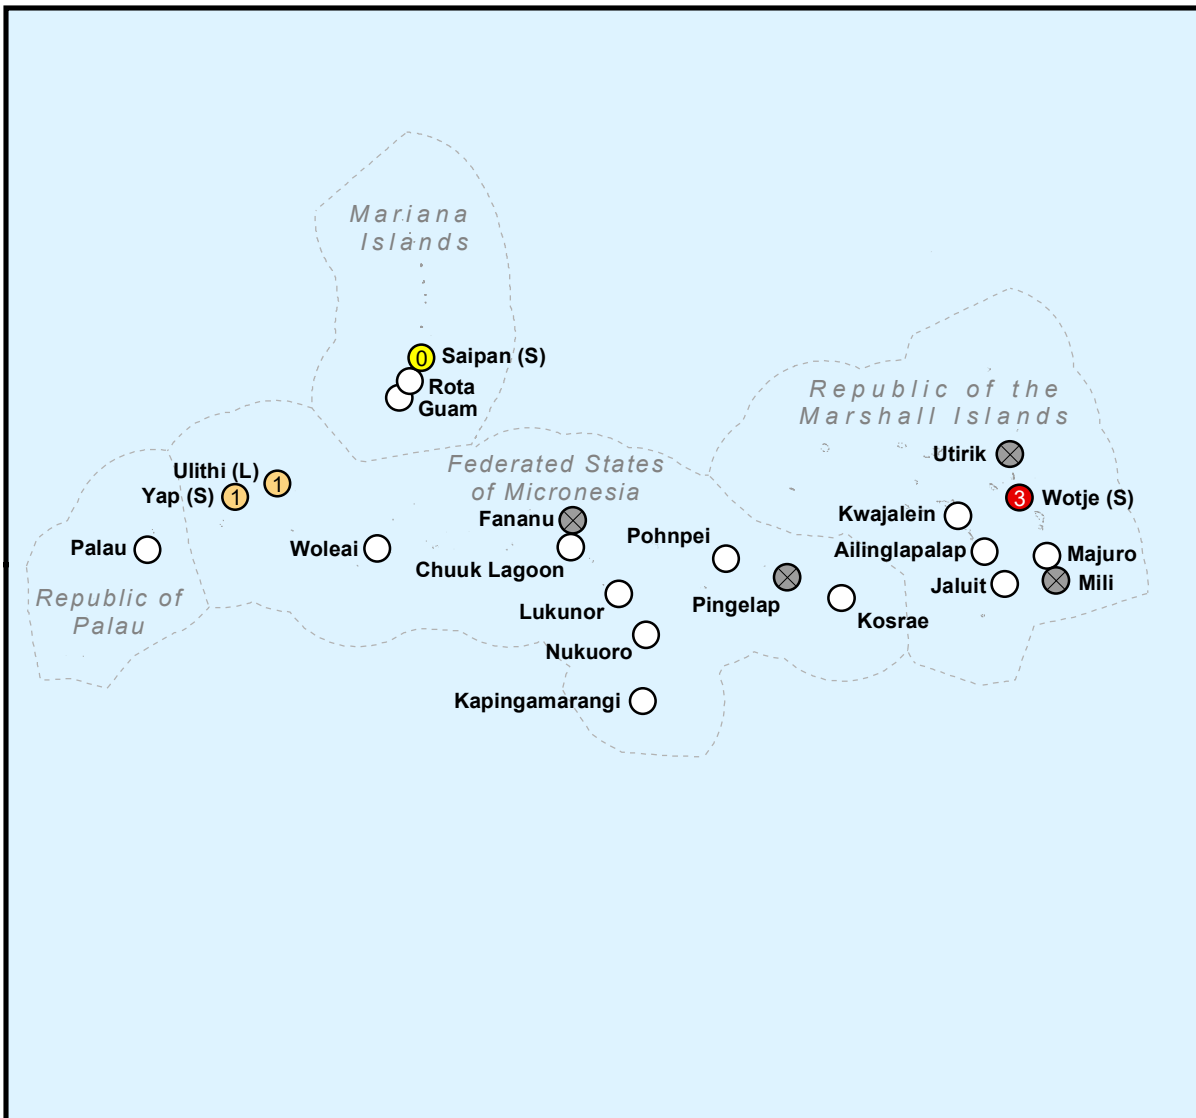 Mariana
Islands
0
Saipan (S)
Rota
Guam
Republic of the
Marshall Islands
Utirik
Ulithi (L)
1
Yap (S)
1
Federated States
of Micronesia
3
Wotje (S)
Fananu
Kwajalein
Pohnpei
Palau
Woleai
Chuuk Lagoon
Ailinglapalap
Majuro
Jaluit
Mili
Republic of
Palau
Lukunor
Pingelap
Kosrae
Nukuoro
Kapingamarangi